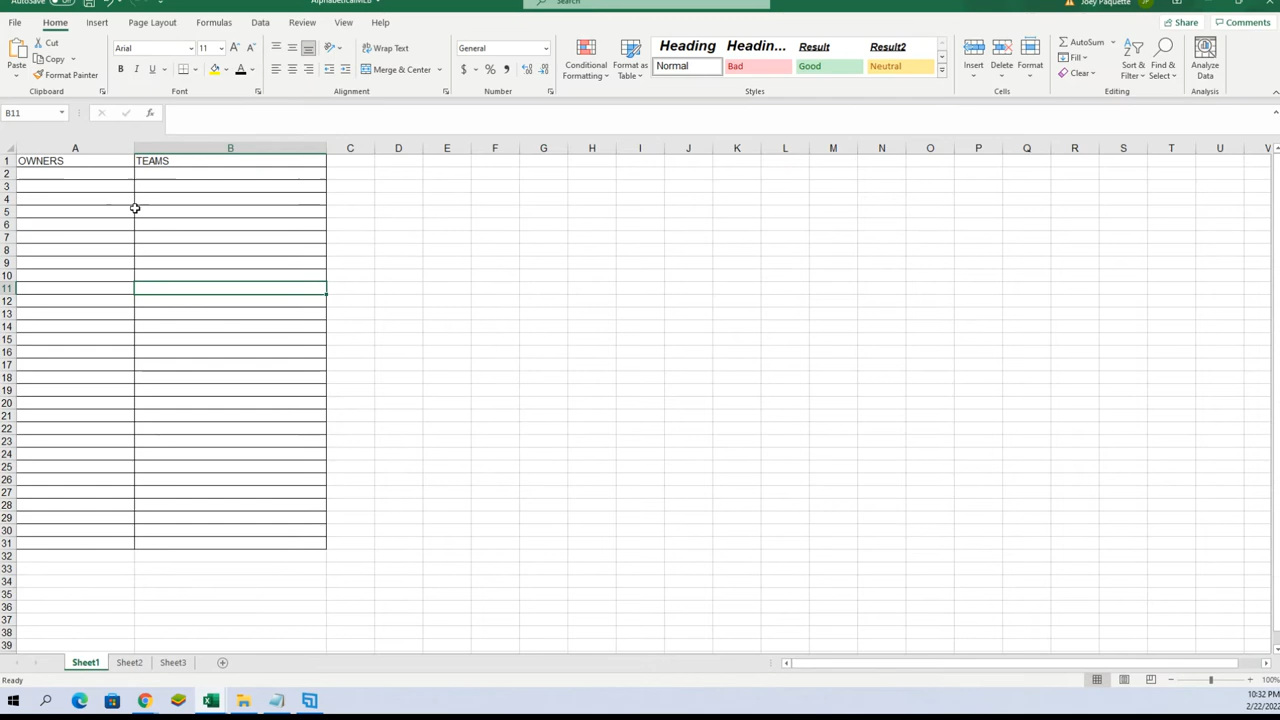 AutoSave Off AlphabeticalMLB Search Joey Paquette JP
File Home Insert Page Layout Formulas Data Review View Help Share Comments
Paste Cut Copy Format Painter Clipboard
Arial 11 A A B I U A Font
Wrap Text Merge & Center Alignment
General $ % , Number
Conditional Formatting Format as Table
Heading Headin... Result Result2
Normal Bad Good Neutral
Styles
Insert Delete Format Cells
AutoSum Fill Clear Sort & Filter Find & Select Editing
Analyze Data Analysis
B11 fx
A B C D E F G H I J K L M N O P Q R S T U V
1 OWNERS TEAMS
2
3
4
5
6
7
8
9
10
11
12
13
14
15
16
17
18
19
20
21
22
23
24
25
26
27
28
29
30
31
32
33
34
35
36
37
38
39
Sheet1 Sheet2 Sheet3
Ready 100%
10:32 PM
2/22/2022